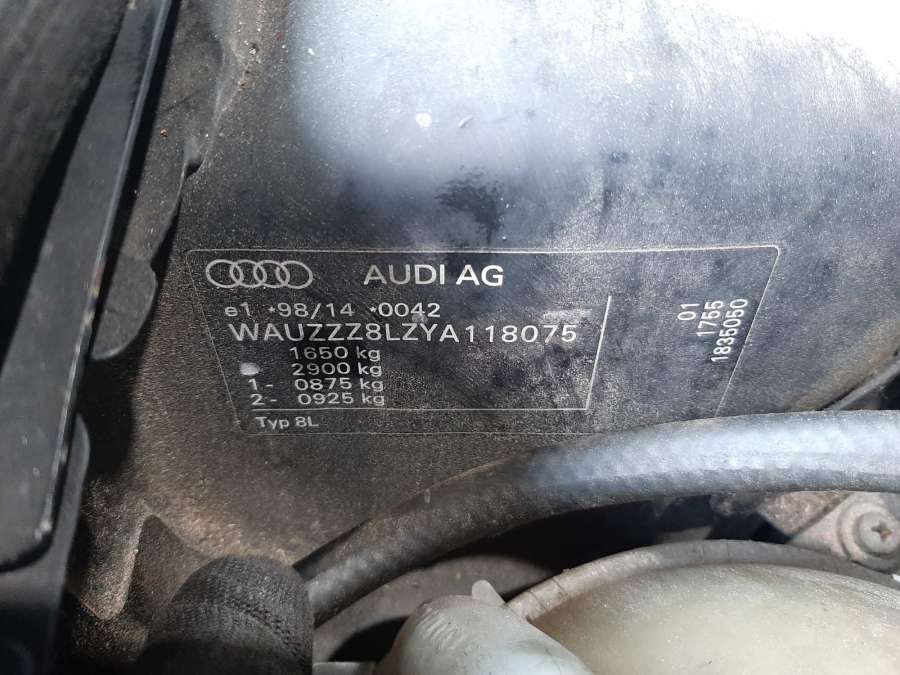 AUDI AG
e1 *98/14 *0042
WAUZZZ8LZYA118075
1650 kg
2900 kg
1- 0875 kg
2- 0925 kg
Typ 8L
01
1755
1835050